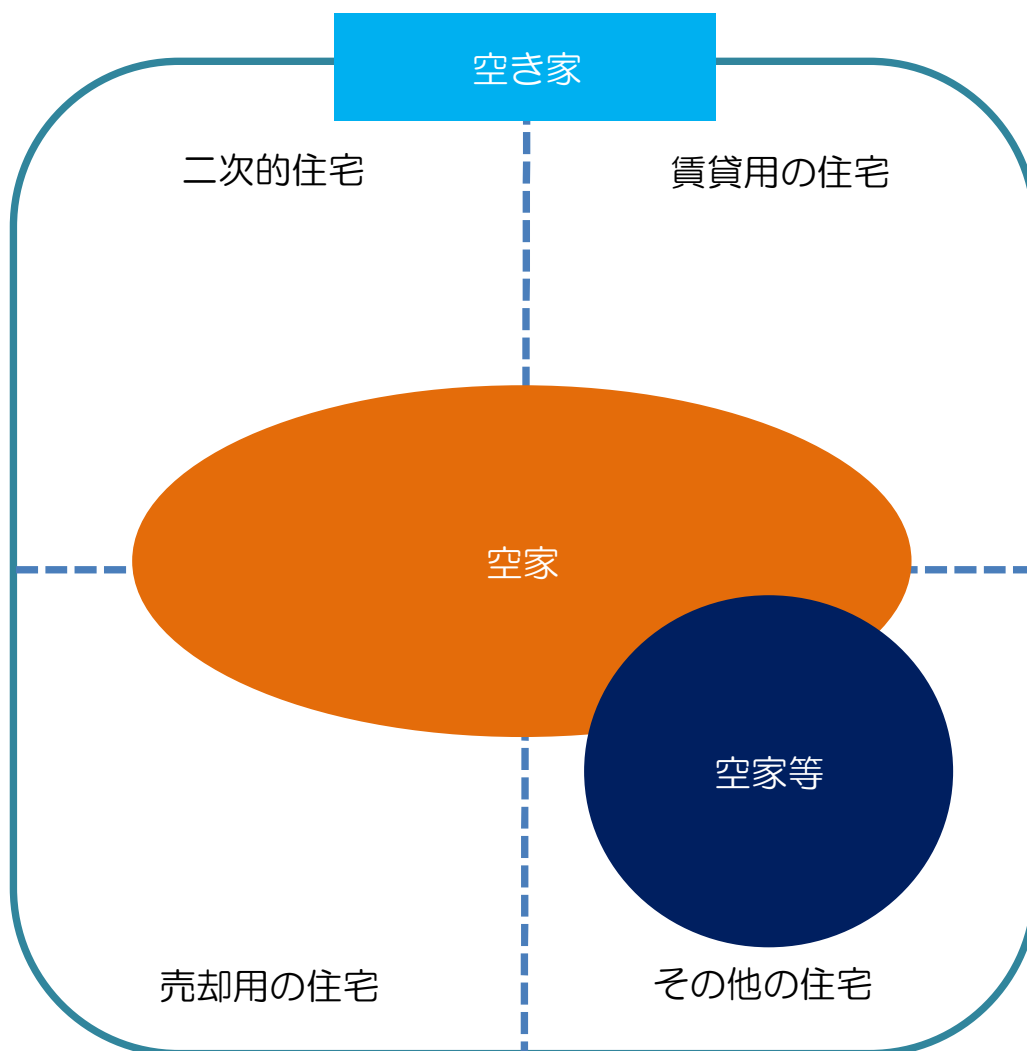 空き家
二次的住宅
賃貸用の住宅
空家
空家等
売却用の住宅
その他の住宅